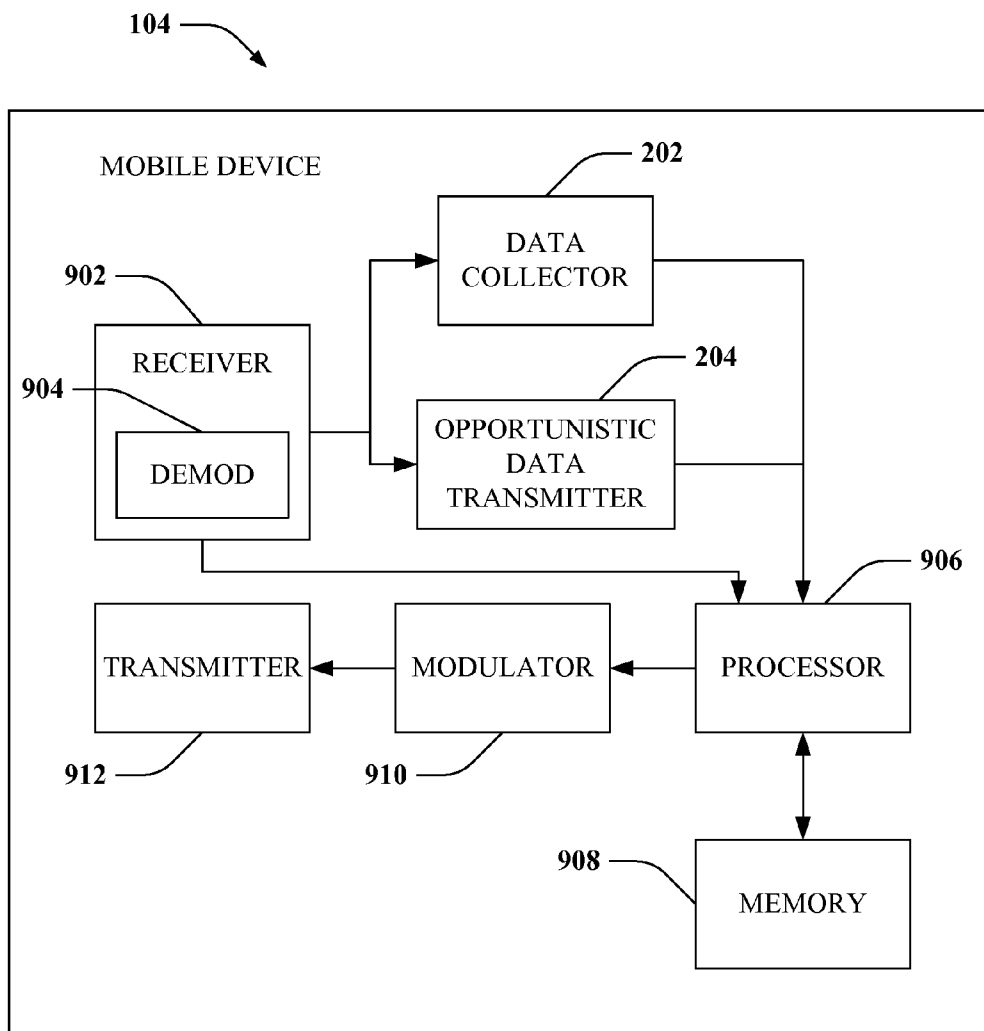 104
MOBILE DEVICE
202
DATA
COLLECTOR
902
RECEIVER
904
DEMOD
204
OPPORTUNISTIC
DATA
TRANSMITTER
906
TRANSMITTER
MODULATOR
PROCESSOR
912
910
908
MEMORY